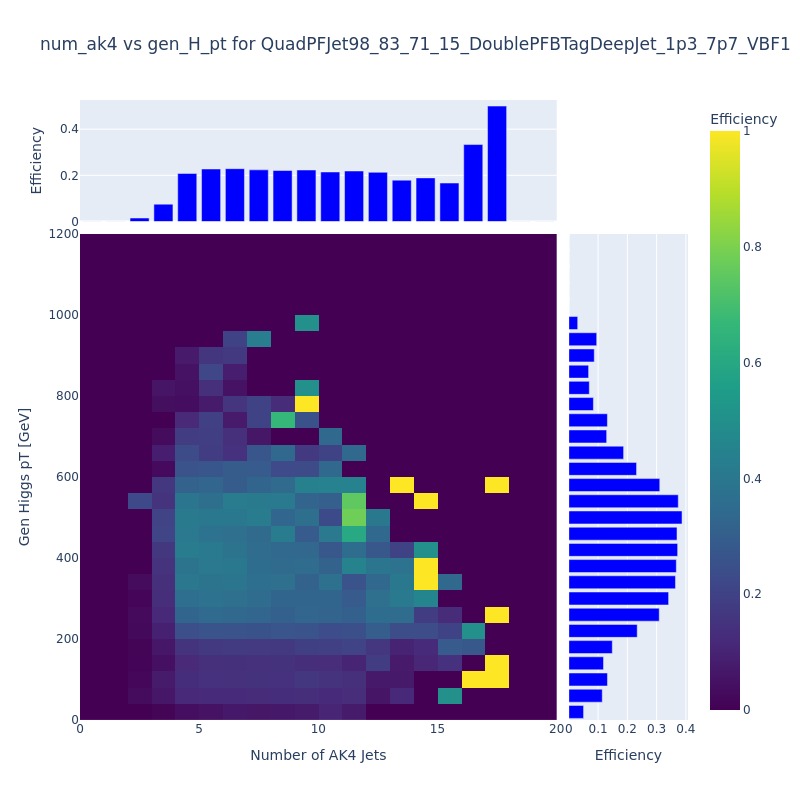 num_ak4 vs gen_H_pt for QuadPFJet98_83_71_15_DoublePFBTagDeepJet_1p3_7p7_VBF1
Efficiency
0.4
0.2
0
Efficiency
1
0.8
0.6
0.4
0.2
0
Gen Higgs pT [GeV]
1200
1000
800
600
400
200
0
0 5 10 15 20
0 0.1 0.2 0.3 0.4
Number of AK4 Jets
Efficiency